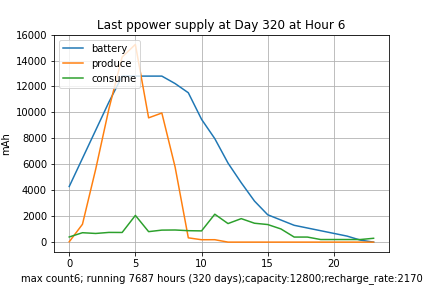 Last ppower supply at Day 320 at Hour 6
16000
14000
12000
10000
8000
6000
4000
2000
0
mAh
battery
produce
consume
0 5 10 15 20
max count6; running 7687 hours (320 days);capacity:12800;recharge_rate:2170